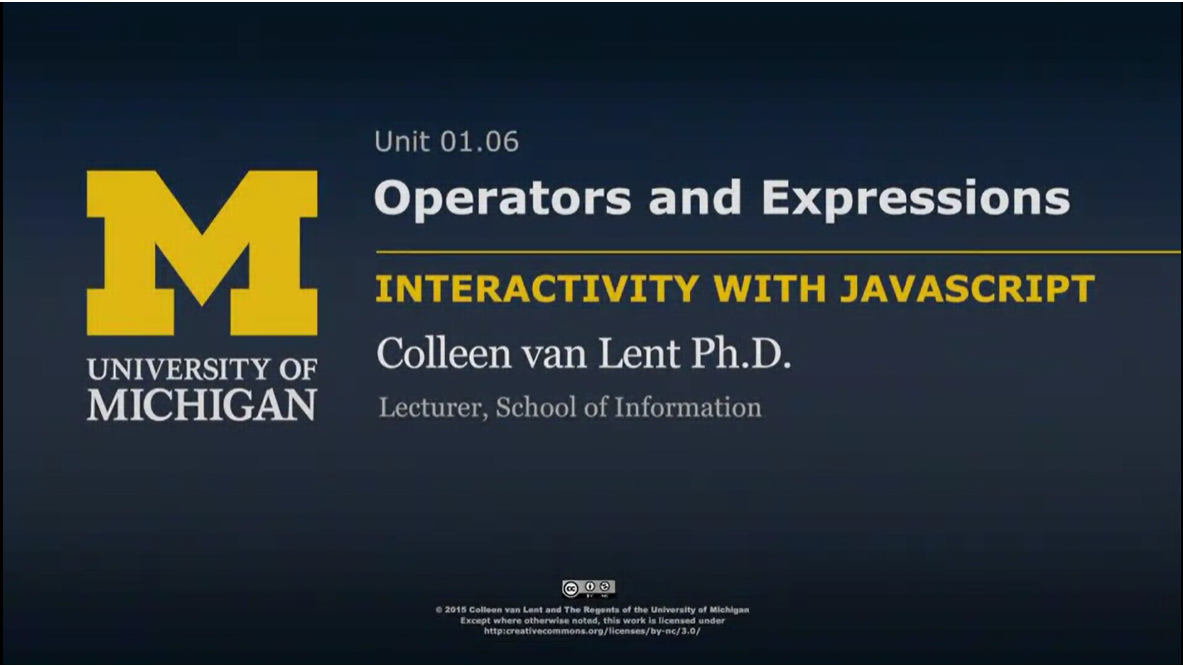 Unit 01.06
Operators and Expressions
INTERACTIVITY WITH JAVASCRIPT
Colleen van Lent Ph.D.
Lecturer, School of Information
M
UNIVERSITY OF
MICHIGAN
cc
BY NC
© 2015 Colleen van Lent and The Regents of the University of Michigan
Except where otherwise noted, this work is licensed under
http:creativecommons.org/licenses/by-nc/3.0/